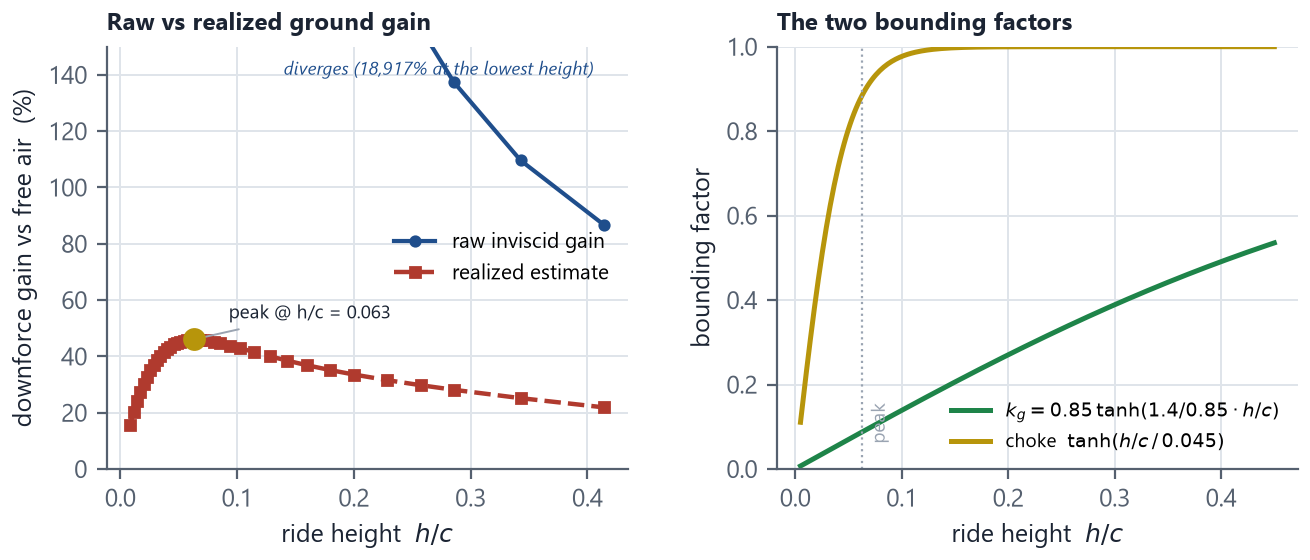 Raw vs realized ground gain
diverges (18,917% at the lowest height)
raw inviscid gain
realized estimate
peak @ h/c = 0.063
downforce gain vs free air (%)
140
120
100
80
60
40
20
0
0.0 0.1 0.2 0.3 0.4
ride height h/c
The two bounding factors
bounding factor
1.0
0.8
0.6
0.4
0.2
0.0
peak
k_g = 0.85 tanh(1.4/0.85 · h/c)
choke tanh(h/c / 0.045)
0.0 0.1 0.2 0.3 0.4
ride height h/c